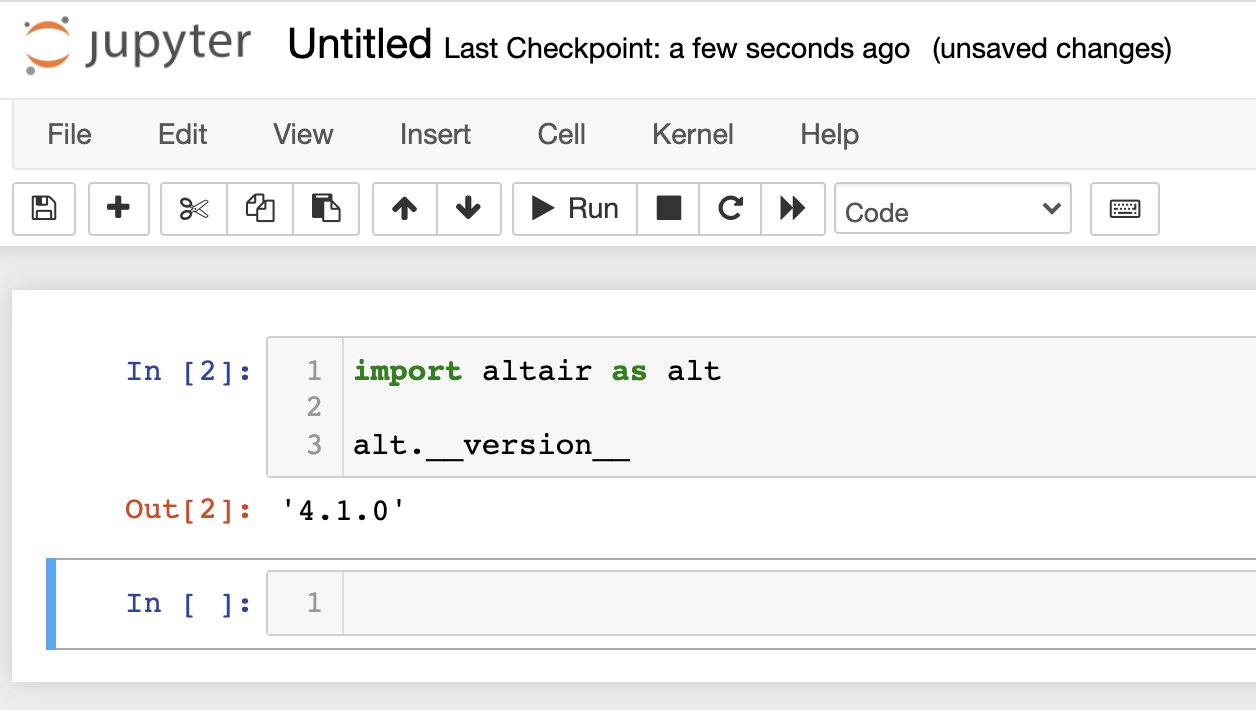 jupyter Untitled Last Checkpoint: a few seconds ago (unsaved changes)
File Edit View Insert Cell Kernel Help
Run Code
In [2]: 1 import altair as alt
2
3 alt.__version__
Out[2]: '4.1.0'
In [ ]: 1